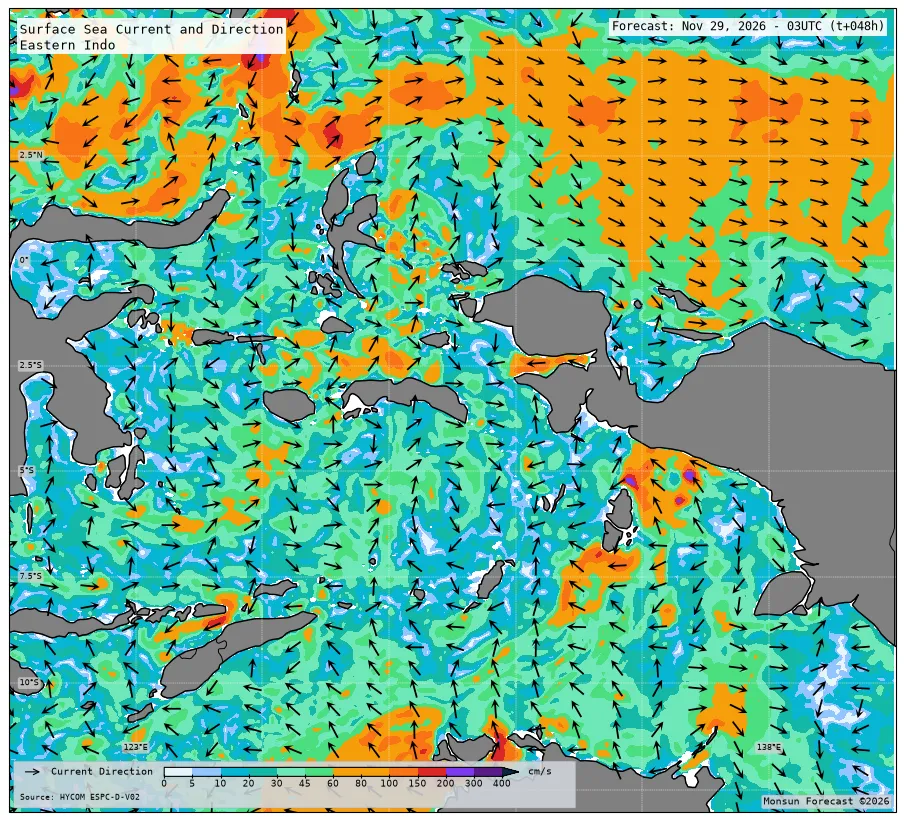 Surface Sea Current and Direction
Eastern Indo
Forecast: Nov 29, 2026 - 03UTC (t+048h)
2.5°N
0°
2.5°S
5°S
7.5°S
10°S
123°E
138°E
Current Direction
0 5 10 20 30 45 60 80 100 150 200 300 400
cm/s
Source: HYCOM ESPC-D-V02
Monsun Forecast ©2026